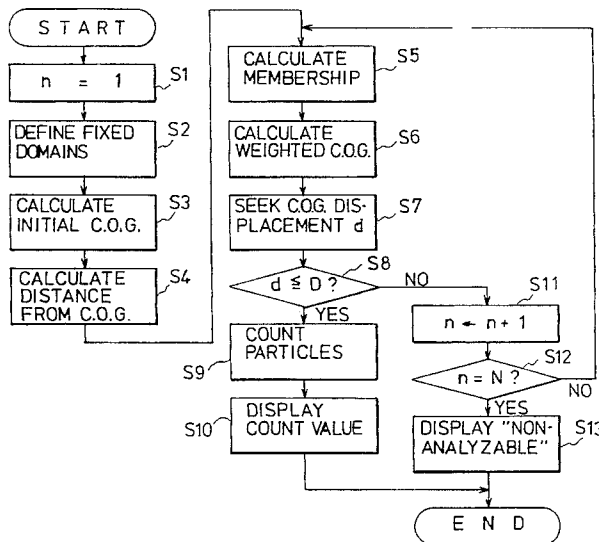 START
n = 1
S1
DEFINE FIXED
DOMAINS
S2
CALCULATE
INITIAL C.O.G.
S3
CALCULATE
DISTANCE
FROM C.O.G.
S4
CALCULATE
MEMBERSHIP
S5
CALCULATE
WEIGHTED C.O.G.
S6
SEEK C.O.G. DIS-
PLACEMENT d
S7
d ≦ D ?
S8
NO
YES
COUNT
PARTICLES
S9
DISPLAY
COUNT VALUE
S10
n ← n + 1
S11
n = N ?
S12
NO
YES
DISPLAY "NON-
ANALYZABLE"
S13
END